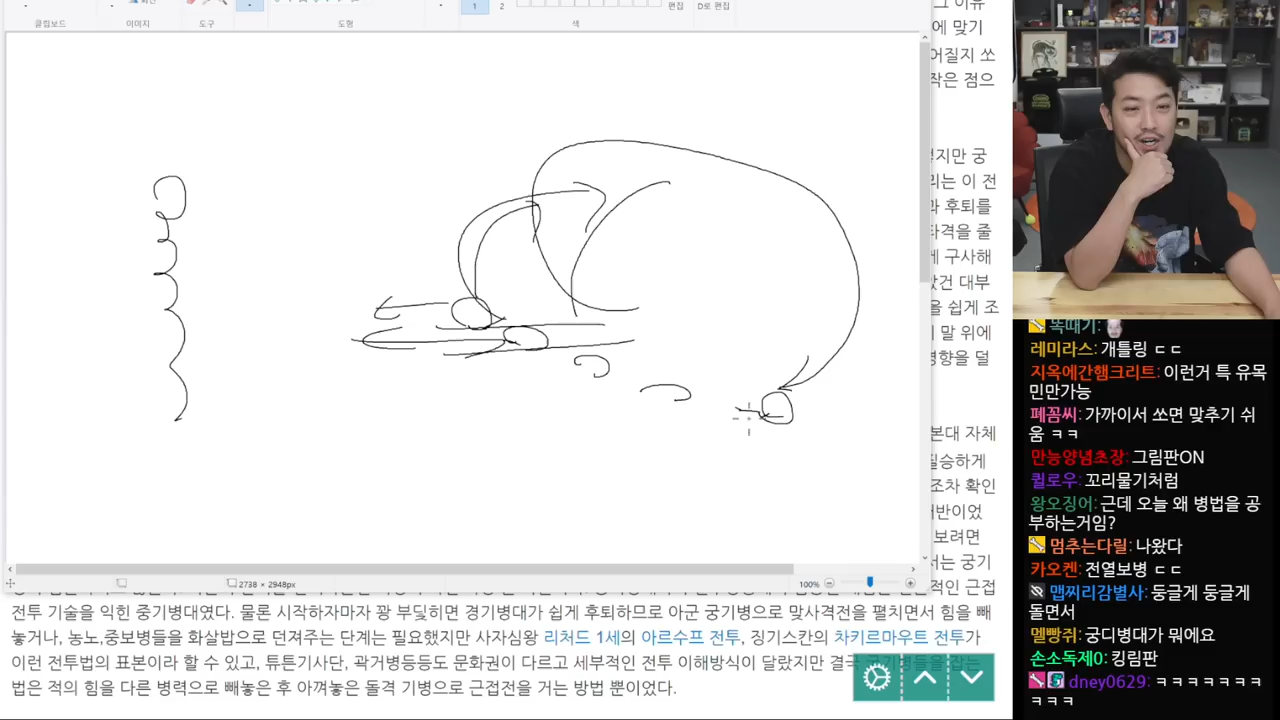 클립보드
이미지
도구
도형
1
2
색
편집
D로 편집
그 이유
에 맞기
어질지 쏘
작은 점으
렇지만 궁
리는 이 전
과 후퇴를
타격을 줄
게 구사해
았건 대부
을 쉽게 조
이 말 위에
영향을 덜
본대 자체
필승하게
조차 확인
대반이었
보려면
서는 궁기
적인 근접
2738 × 2948px
100%
전투 기술을 익힌 중기병대였다. 물론 시작하자마자 꽝 부딪히면 경기병대가 쉽게 후퇴하므로 아군 궁기병으로 맞사격전을 펼치면서 힘을 빼
놓거나, 농노,중보병들을 화살밥으로 던져주는 단계는 필요했지만 사자심왕 리처드 1세의 아르수프 전투, 징기스칸의 차키르마우트 전투가
이런 전투법의 표본이라 할 수 있고, 튜튼기사단, 곽거병등등도 문화권이 다르고 세부적인 전투 이해방식이 달랐지만 결국
법은 적의 힘을 다른 병력으로 빼놓은 후 아껴놓은 돌격 기병으로 근접전을 거는 방법 뿐이었다.
똑때기:
레미라스: 개틀링 ㄷㄷ
지옥에간햄크리트: 이런거 특 유목
민만가능
폐꼼씨: 가까이서 쏘면 맞추기 쉬
움 ㅋㅋ
만능양념초장: 그림판ON
퀼로우: 꼬리물기처럼
왕오징어: 근데 오늘 왜 병법을 공
부하는거임?
멈추는다릴: 나왔다
카오켄: 전열보병 ㄷㄷ
맵찌리감별사: 둥글게 둥글게
돌면서
멜빵쥐: 궁디병대가 뭐에요
손소독제0: 킹림판
dney0629: ㅋㅋㅋㅋㅋㅋㅋㅋ
ㅋㅋㅋ